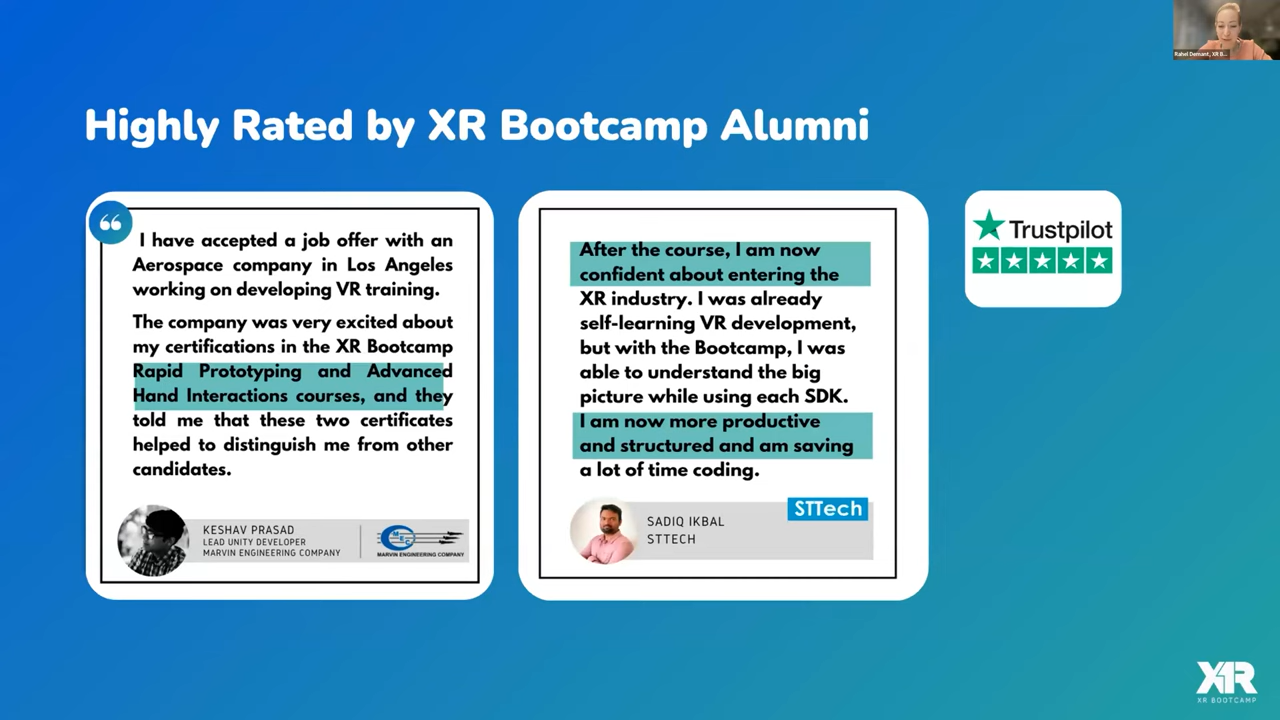 Rahel Demant, XR B...
Highly Rated by XR Bootcamp Alumni
I have accepted a job offer with an
Aerospace company in Los Angeles
working on developing VR training.
The company was very excited about
my certifications in the XR Bootcamp
Rapid Prototyping and Advanced
Hand Interactions courses, and they
told me that these two certificates
helped to distinguish me from other
candidates.
KESHAV PRASAD
LEAD UNITY DEVELOPER
MARVIN ENGINEERING COMPANY
MEC
MARVIN ENGINEERING COMPANY
After the course, I am now
confident about entering the
XR industry. I was already
self-learning VR development,
but with the Bootcamp, I was
able to understand the big
picture while using each SDK.
I am now more productive
and structured and am saving
a lot of time coding.
STTech
SADIQ IKBAL
STTECH
Trustpilot
XR
XR BOOTCAMP